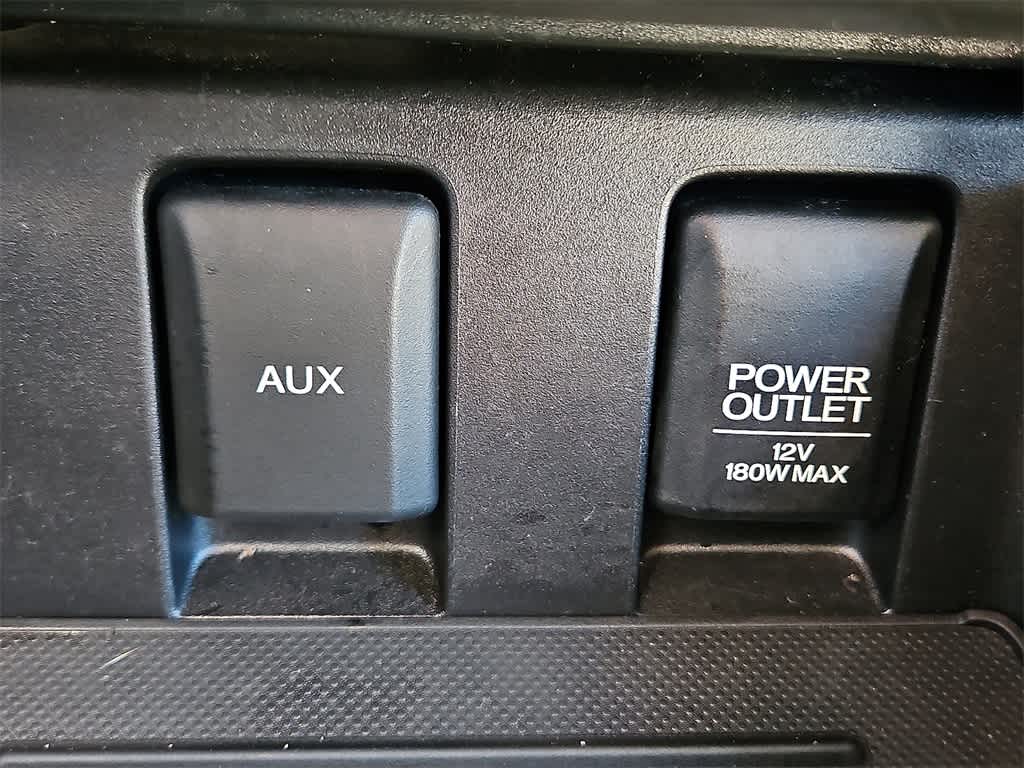 AUX
POWER
OUTLET
12V
180W MAX